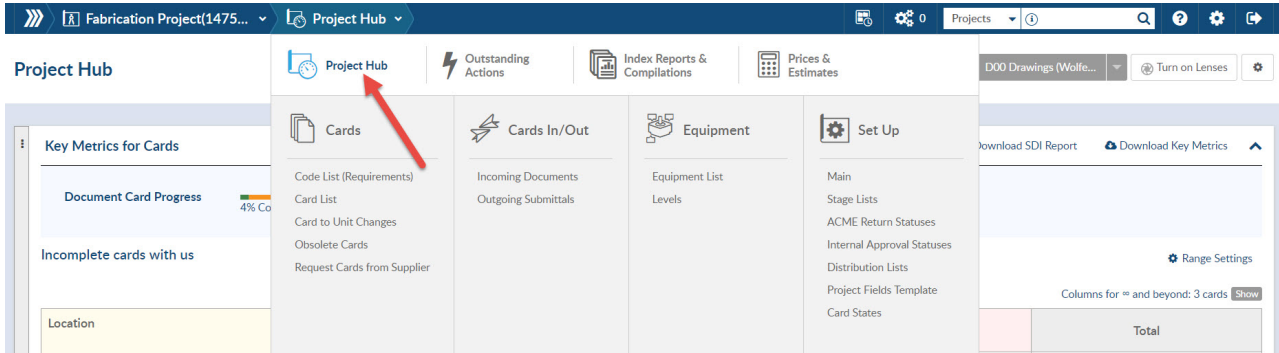 Fabrication Project(1475... Project Hub 0 Projects
Project Hub
Project Hub
Outstanding Actions
Index Reports & Compilations
Prices & Estimates
D00 Drawings (Wolfe...
Turn on Lenses
Cards
Code List (Requirements)
Card List
Card to Unit Changes
Obsolete Cards
Request Cards from Supplier
Cards In/Out
Incoming Documents
Outgoing Submittals
Equipment
Equipment List
Levels
Set Up
Main
Stage Lists
ACME Return Statuses
Internal Approval Statuses
Distribution Lists
Project Fields Template
Card States
Key Metrics for Cards
Download SDI Report
Download Key Metrics
Document Card Progress
4% Co
Incomplete cards with us
Range Settings
Columns for ∞ and beyond: 3 cards Show
Location
Total